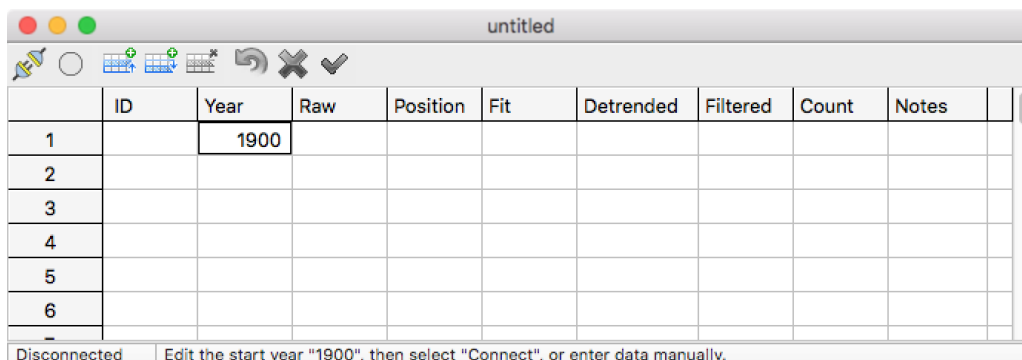 untitled
ID Year Raw Position Fit Detrended Filtered Count Notes
1 1900
2
3
4
5
6
Disconnected Edit the start year "1900", then select "Connect", or enter data manually.